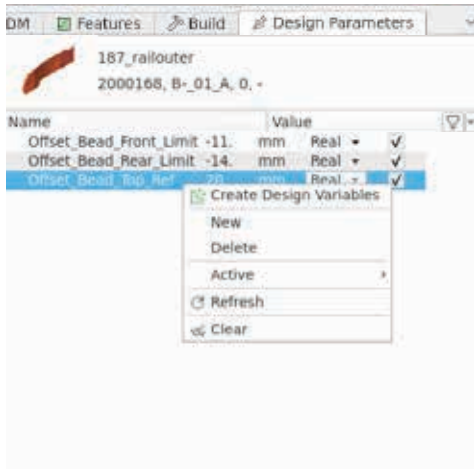 DM Features Build Design Parameters
187_railouter
2000168, B-_01_A, 0, -
Name Value
Offset_Bead_Front_Limit -11. mm Real
Offset_Bead_Rear_Limit -14. mm Real
Offset_Bead_Top_Ref 20. mm Real
Create Design Variables
New
Delete
Active
Refresh
Clear